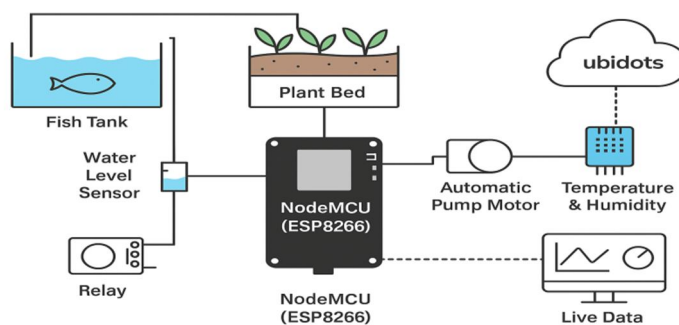 ubidots
Plant Bed
Fish Tank
Water
Level
Sensor
NodeMCU
(ESP8266)
Automatic
Pump Motor
Temperature
& Humidity
Relay
NodeMCU
(ESP8266)
Live Data